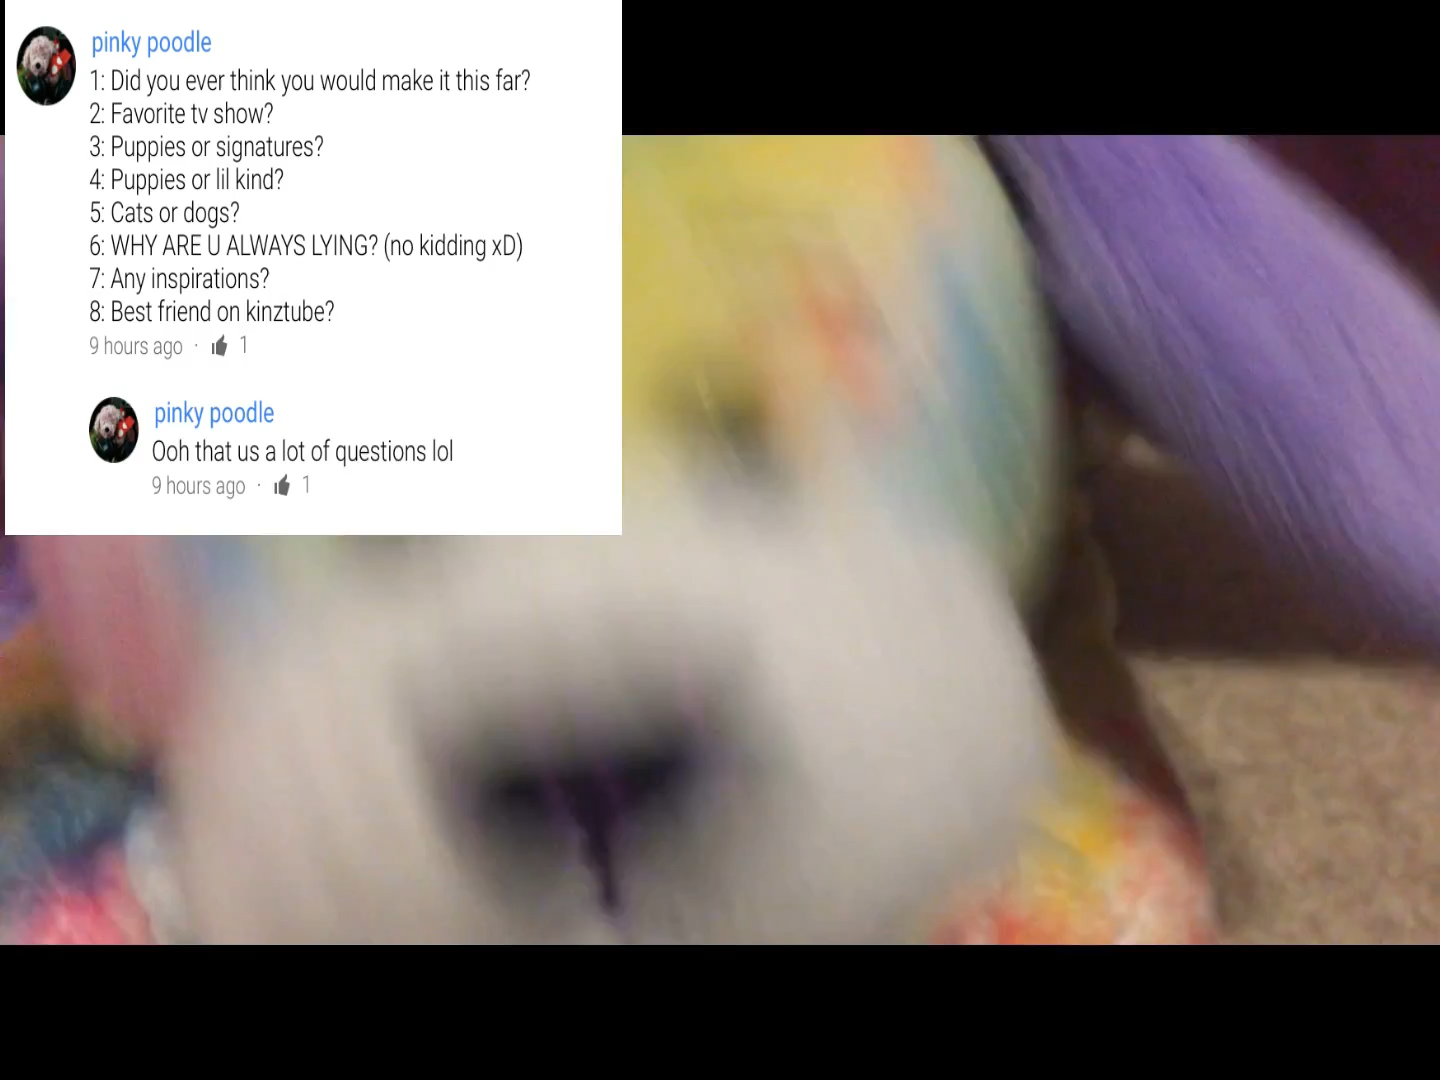 pinky poodle
1: Did you ever think you would make it this far?
2: Favorite tv show?
3: Puppies or signatures?
4: Puppies or lil kind?
5: Cats or dogs?
6: WHY ARE U ALWAYS LYING? (no kidding xD)
7: Any inspirations?
8: Best friend on kinztube?
9 hours ago · 1
pinky poodle
Ooh that us a lot of questions lol
9 hours ago · 1